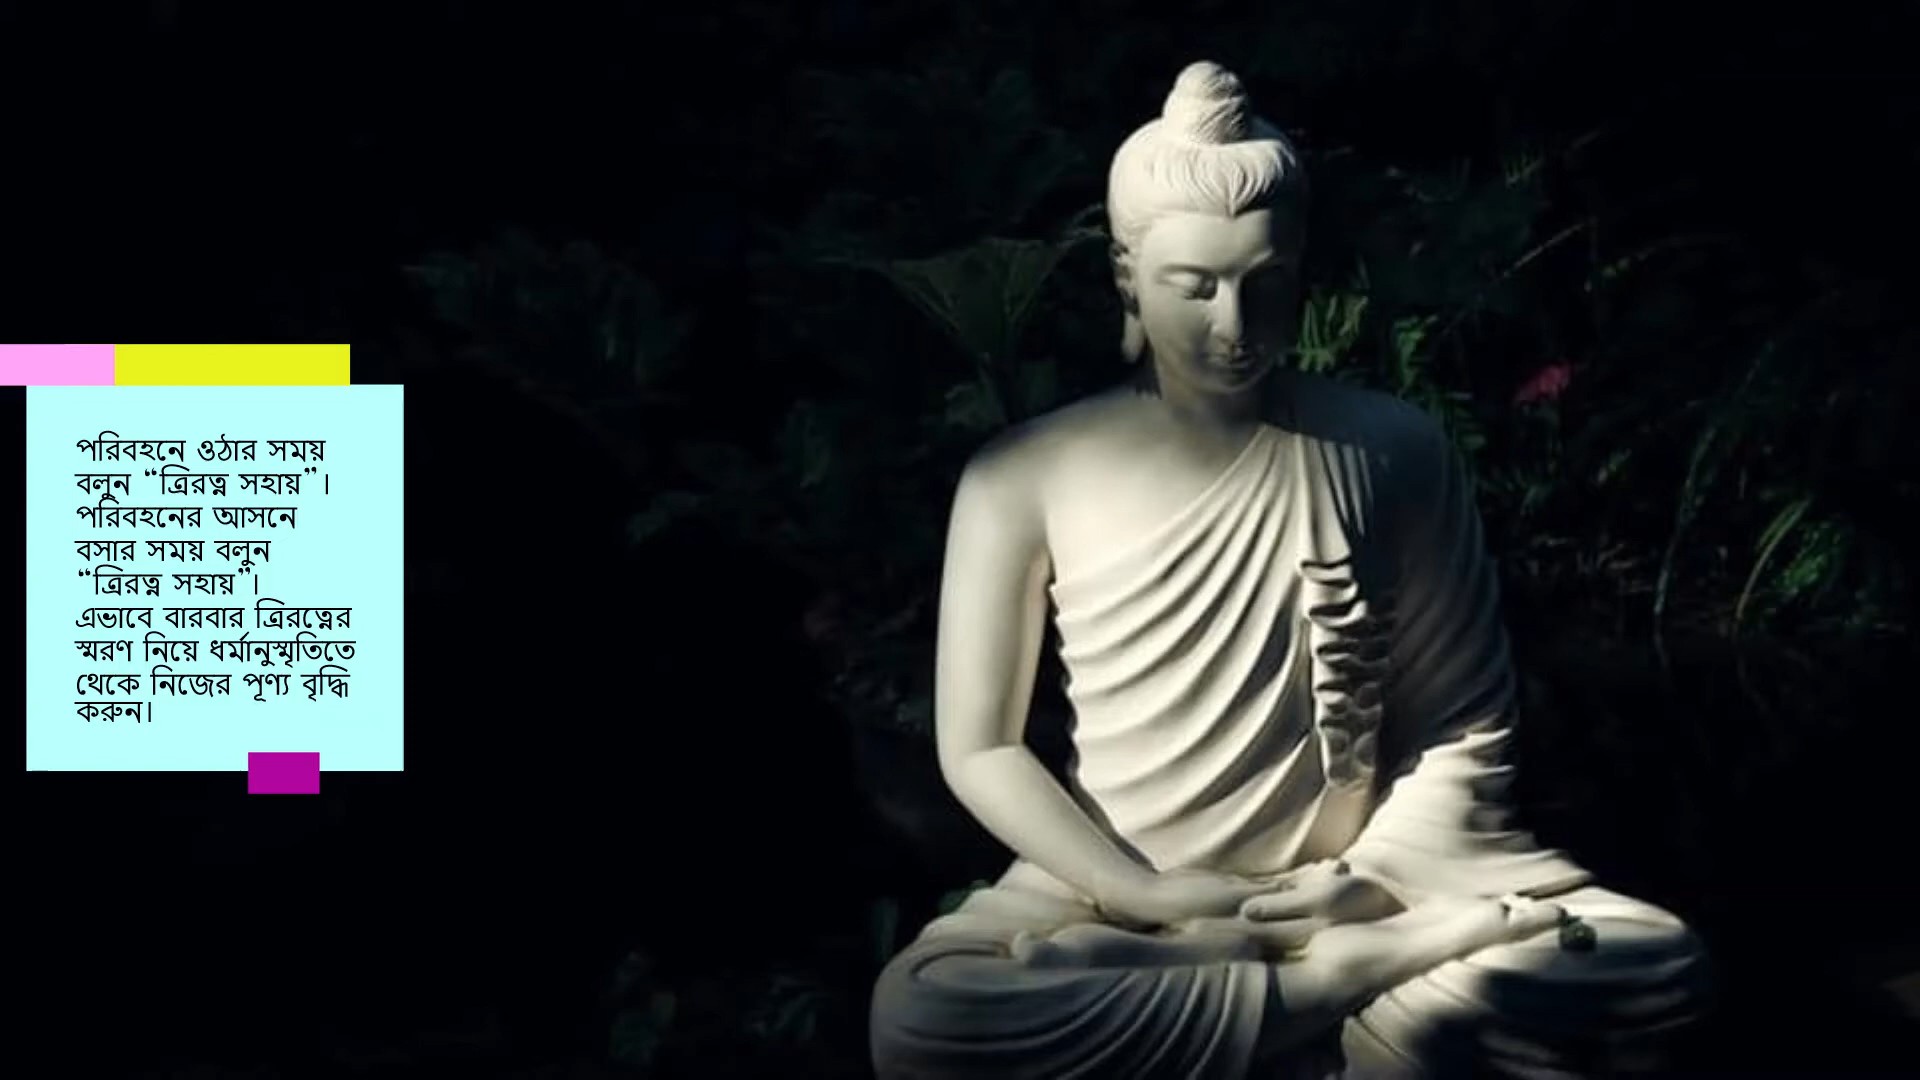 পরিবহনে ওঠার সময়
বলুন “ত্রিরত্ন সহায়”।
পরিবহনের আসনে
বসার সময় বলুন
“ত্রিরত্ন সহায়”।
এভাবে বারবার ত্রিরত্নের
স্মরণ নিয়ে ধর্মানুস্মৃতিতে
থেকে নিজের পূণ্য বৃদ্ধি
করুন।